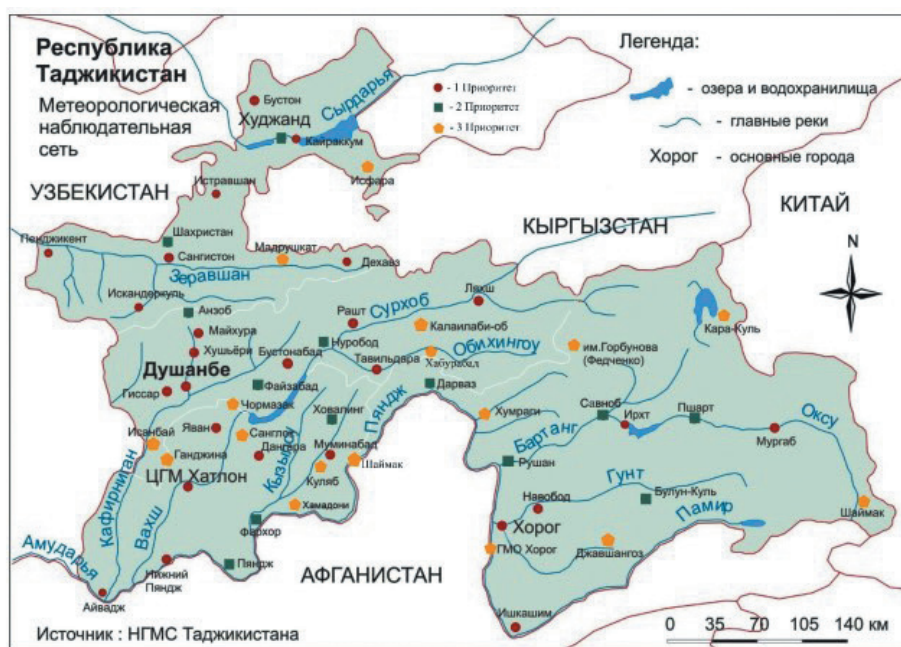 Республика
Таджикистан
Метеорологическая
наблюдательная
сеть
Легенда:
- озера и водохранилища
- главные реки
Хорог - основные города
- 1 Приоритет
- 2 Приоритет
- 3 Приоритет
УЗБЕКИСТАН
КЫРГЫЗСТАН
КИТАЙ
АФГАНИСТАН
N
Бустон
Худжанд
Сырдарья
Кайраккум
Исфара
Истравшан
Шахристан
Пенджикент
Сангистон
Мадрушкат
Дехавз
Зеравшан
Искандеркуль
Анзоб
Майхура
Хушьёри
Бустонабад
Душанбе
Гиссар
Файзабад
Чормазак
Рашт
Сурхоб
Ляхш
Калаилаби-об
Нуробод
Тавильдара
Обихингоу
Хабурабад
им.Горбунова
(Федченко)
Кара-Куль
Дарваз
Ховалинг
Пяндж
Хумраги
Савноб
Ирхт
Пшарт
Оксу
Мургаб
Исанбай
Яван
Санглок
Ганджина
Дангара
Кызылсу
Муминабад
Шаймак
Куляб
ЦГМ Хатлон
Хамадони
Фархор
Кафирниган
Вахш
Бартанг
Рушан
Гунт
Навобод
Булун-Куль
Памир
Шаймак
Хорог
ГМО Хорог
Джавшангоз
Амударья
Нижний
Пяндж
Пяндж
Айвадж
Ишкашим
Источник : НГМС Таджикистана
0 35 70 105 140 км